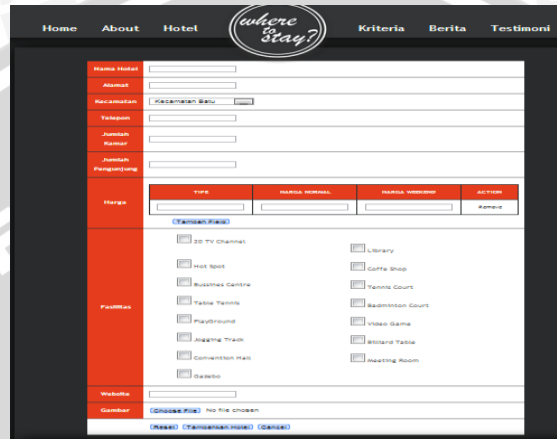 Home About Hotel where to stay? Kriteria Berita Testimoni
Nama Hotel
Alamat
Kecamatan Kecamatan Batu
Telepon
Jumlah Kamar
Jumlah Pengunjung
Harga
TIPE HARGA NORMAL HARGA WEEKEND ACTION
Remove
Tambah Field
Fasilitas
20 TV Channel
Library
Hot Spot
Coffe Shop
Bussines Centre
Tennis Court
Table Tennis
Badminton Court
PlayGround
Video Game
Jogging Track
Billiard Table
Convention Hall
Meeting Room
Gazebo
Website
Gambar Choose File No file chosen
Reset Tambahkan Hotel Cancel